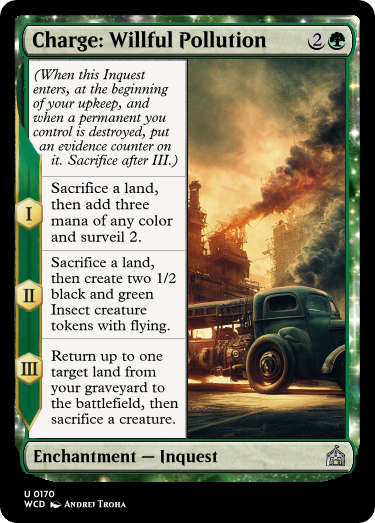 Charge: Willful Pollution 2
(When this Inquest
enters, at the beginning
of your upkeep, and
when a permanent you
control is destroyed, put
an evidence counter on
it. Sacrifice after III.)
I
Sacrifice a land,
then add three
mana of any color
and surveil 2.
II
Sacrifice a land,
then create two 1/2
black and green
Insect creature
tokens with flying.
III
Return up to one
target land from
your graveyard to
the battlefield, then
sacrifice a creature.
Enchantment — Inquest
U 0170
WCD Andrej Troha